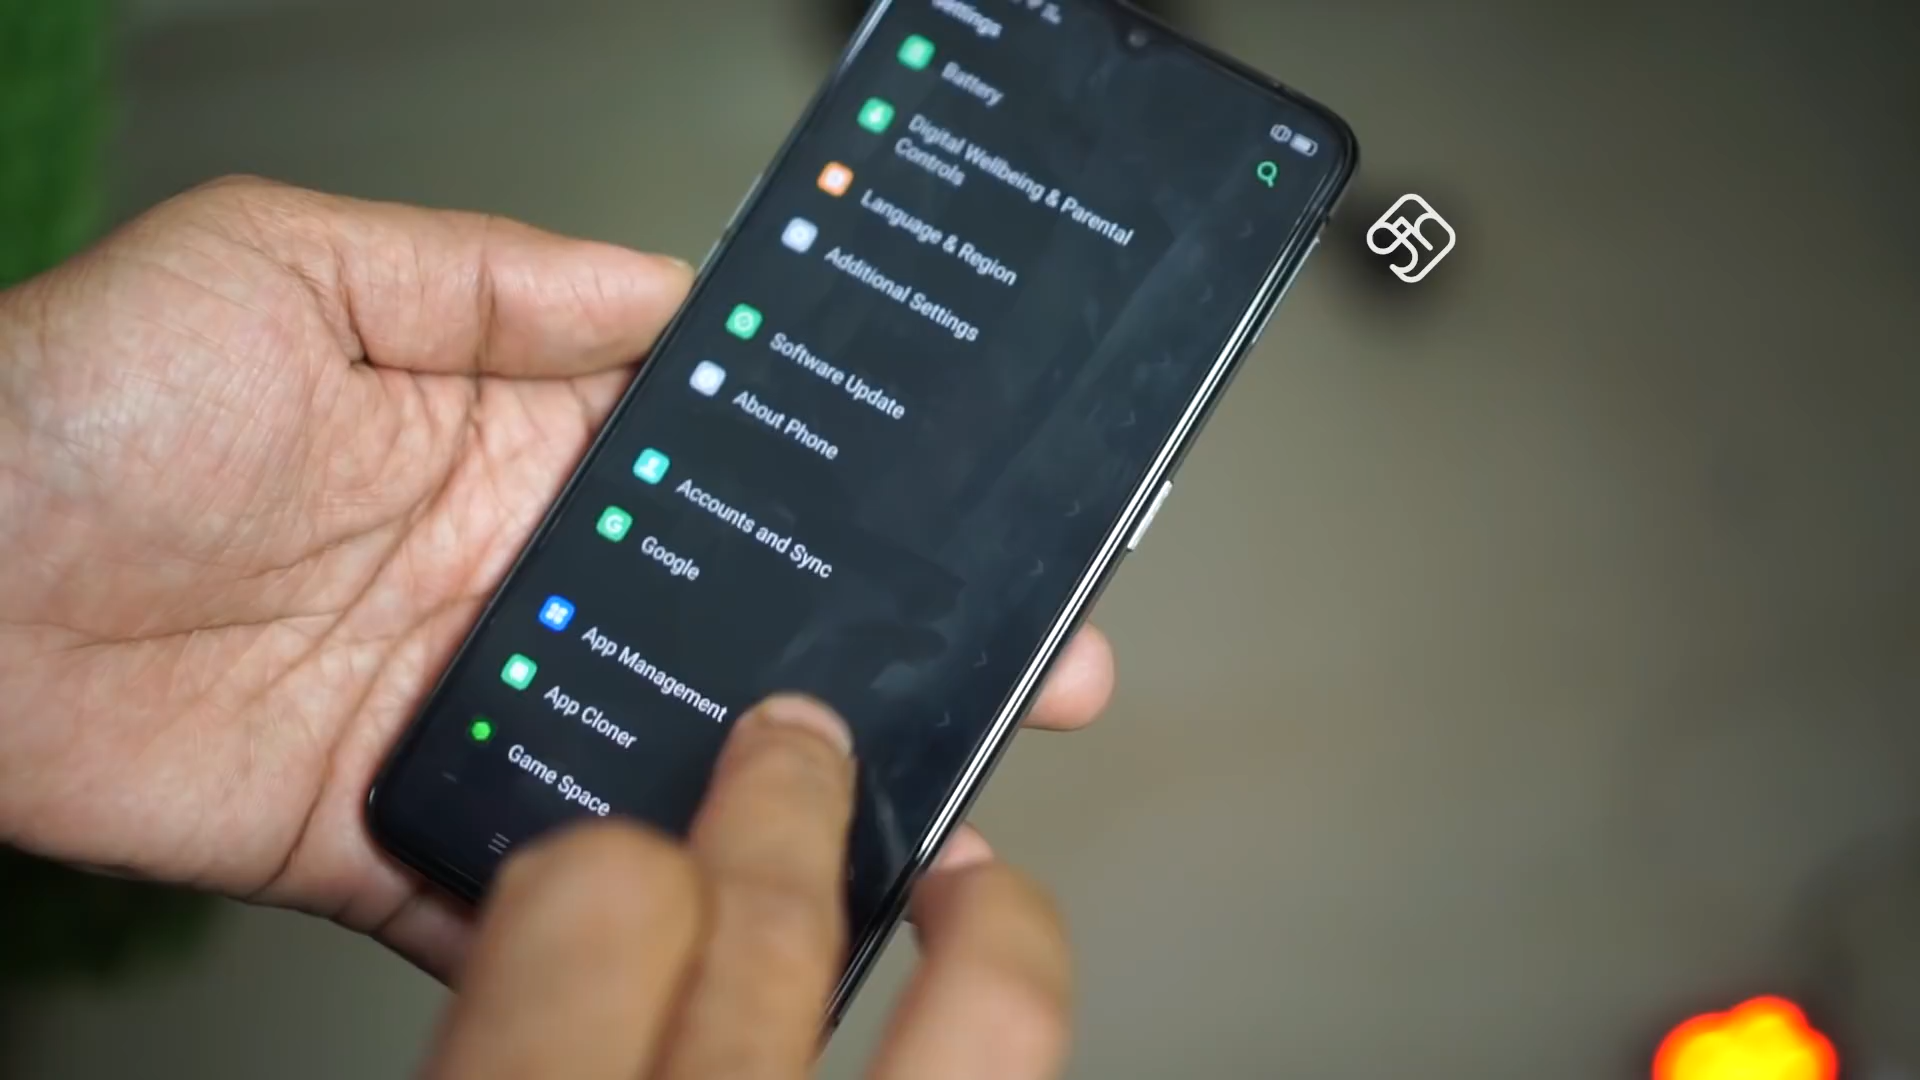 Settings
Battery
Digital Wellbeing & Parental
Controls
Language & Region
Additional Settings
Software Update
About Phone
Accounts and Sync
G
Google
App Management
App Cloner
Game Space